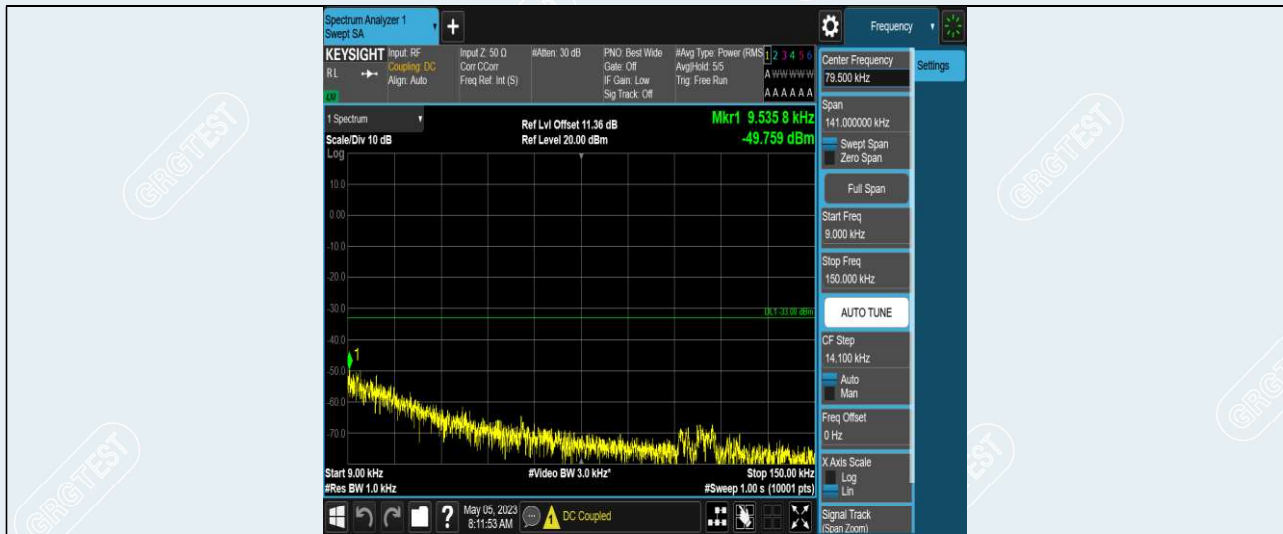 Spectrum Analyzer 1
Swept SA
+
Frequency
KEYSIGHT
RL
Input: RF
Coupling: DC
Align: Auto
Input Z: 50 Ω
Corr CCorr
Freq Ref: Int (S)
#Atten: 30 dB
PNO: Best Wide
Gate: Off
IF Gain: Low
Sig Track: Off
#Avg Type: Power (RMS
Avg|Hold: 5/5
Trig: Free Run
1 2 3 4 5 6
A W W W W W
A A A A A A
1 Spectrum
Scale/Div 10 dB
Log
Ref Lvl Offset 11.36 dB
Ref Level 20.00 dBm
Mkr1 9.535 8 kHz
-49.759 dBm
10.0
0.00
-10.0
-20.0
-30.0
DL1 -33.00 dBm
-40.0
1
-50.0
-60.0
-70.0
Start 9.00 kHz
#Res BW 1.0 kHz
#Video BW 3.0 kHz*
Stop 150.00 kHz
#Sweep 1.00 s (10001 pts)
?
May 05, 2023
8:11:53 AM
DC Coupled
Center Frequency
79.500 kHz
Settings
Span
141.000000 kHz
Swept Span
Zero Span
Full Span
Start Freq
9.000 kHz
Stop Freq
150.000 kHz
AUTO TUNE
CF Step
14.100 kHz
Auto
Man
Freq Offset
0 Hz
X Axis Scale
Log
Lin
Signal Track
(Span Zoom)
GRGTEST
GRGTEST
GRGTEST
GRGTEST
GRGTEST